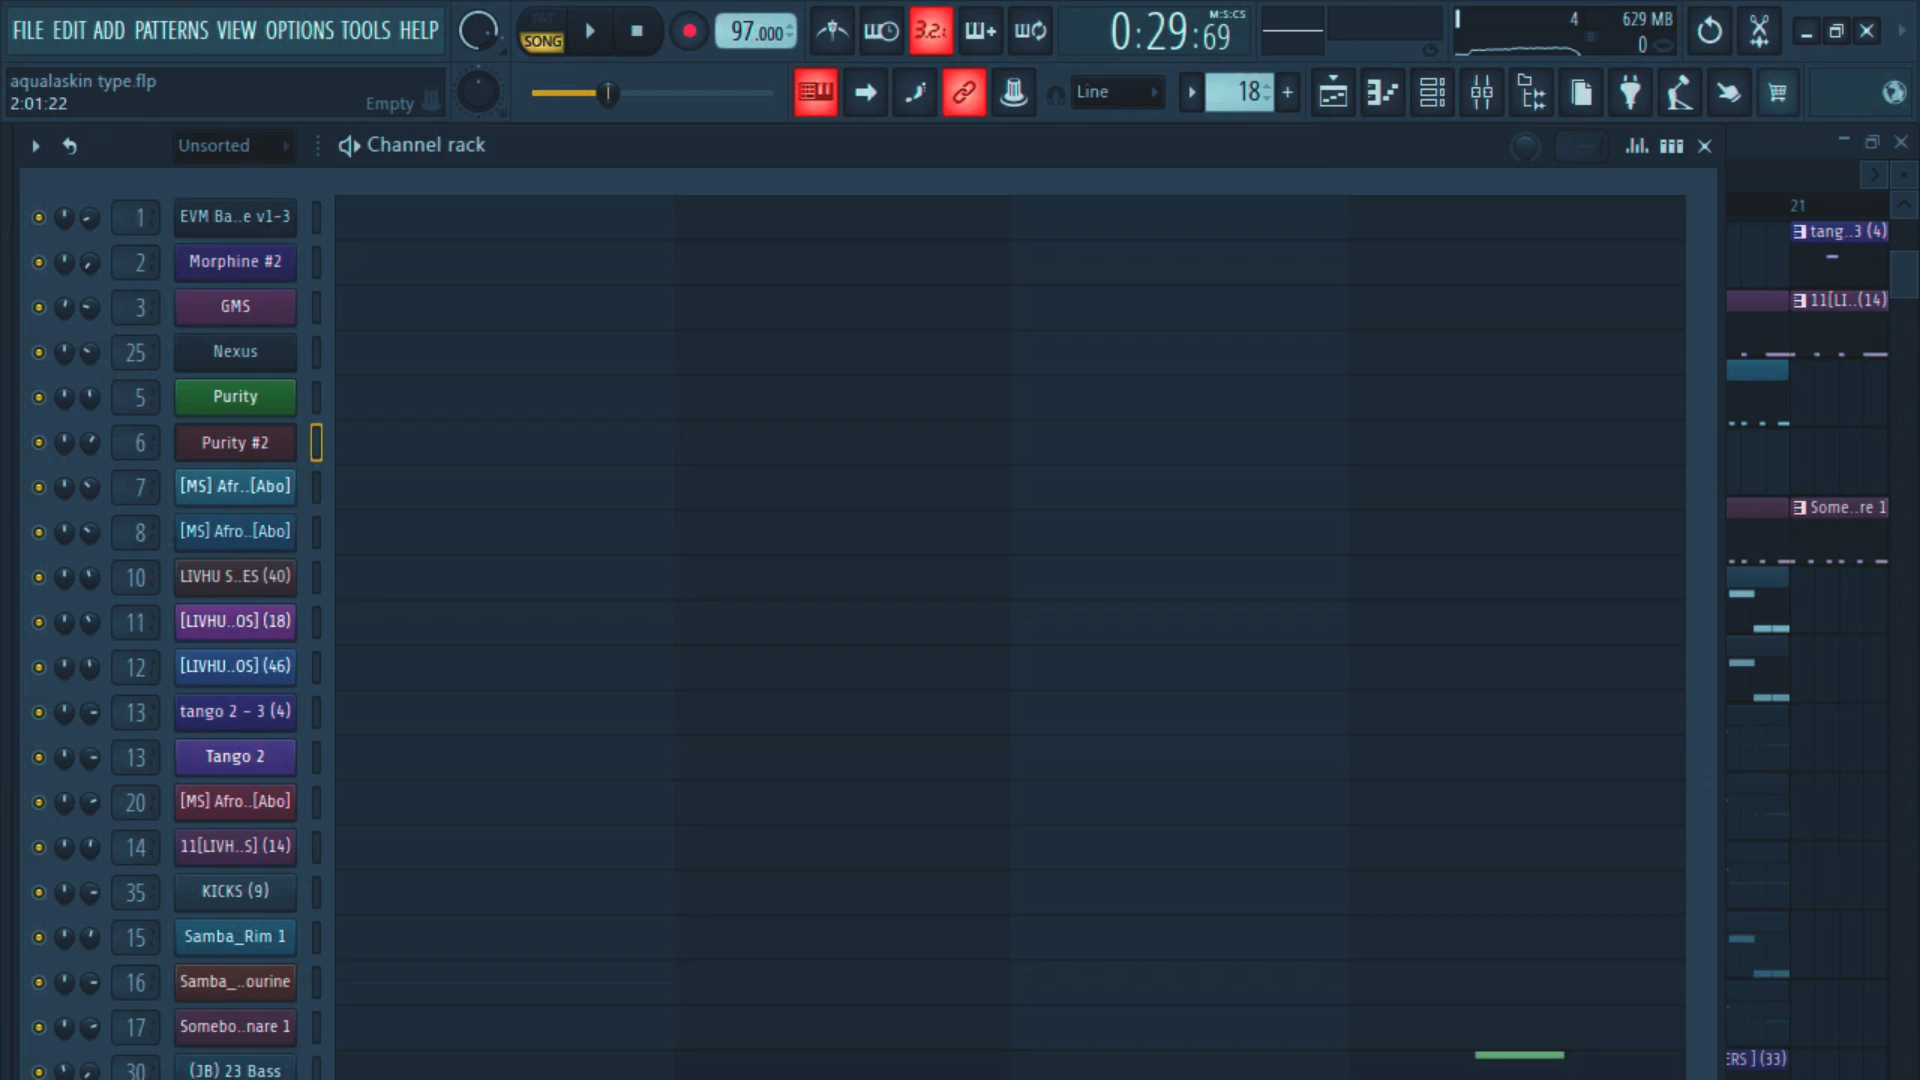 FILE EDIT ADD PATTERNS VIEW OPTIONS TOOLS HELP
PAT
SONG
97.000
3.2.
0:29:69
M:S:CS
4
629 MB
0
aqualaskin type.flp
2:01:22
Empty
Line
18
Unsorted
Channel rack
21
1 EVM Ba..e v1-3
2 Morphine #2
3 GMS
25 Nexus
5 Purity
6 Purity #2
7 [MS] Afr..[Abo]
8 [MS] Afro..[Abo]
10 LIVHU S..ES (40)
11 [LIVHU..OS] (18)
12 [LIVHU..OS] (46)
13 tango 2 - 3 (4)
13 Tango 2
20 [MS] Afro..[Abo]
14 11[LIVH..S] (14)
35 KICKS (9)
15 Samba_Rim 1
16 Samba_..ourine
17 Somebo..nare 1
30 (JB) 23 Bass
tang..3 (4)
11[LI..(14)
Some..re 1
ERS ] (33)